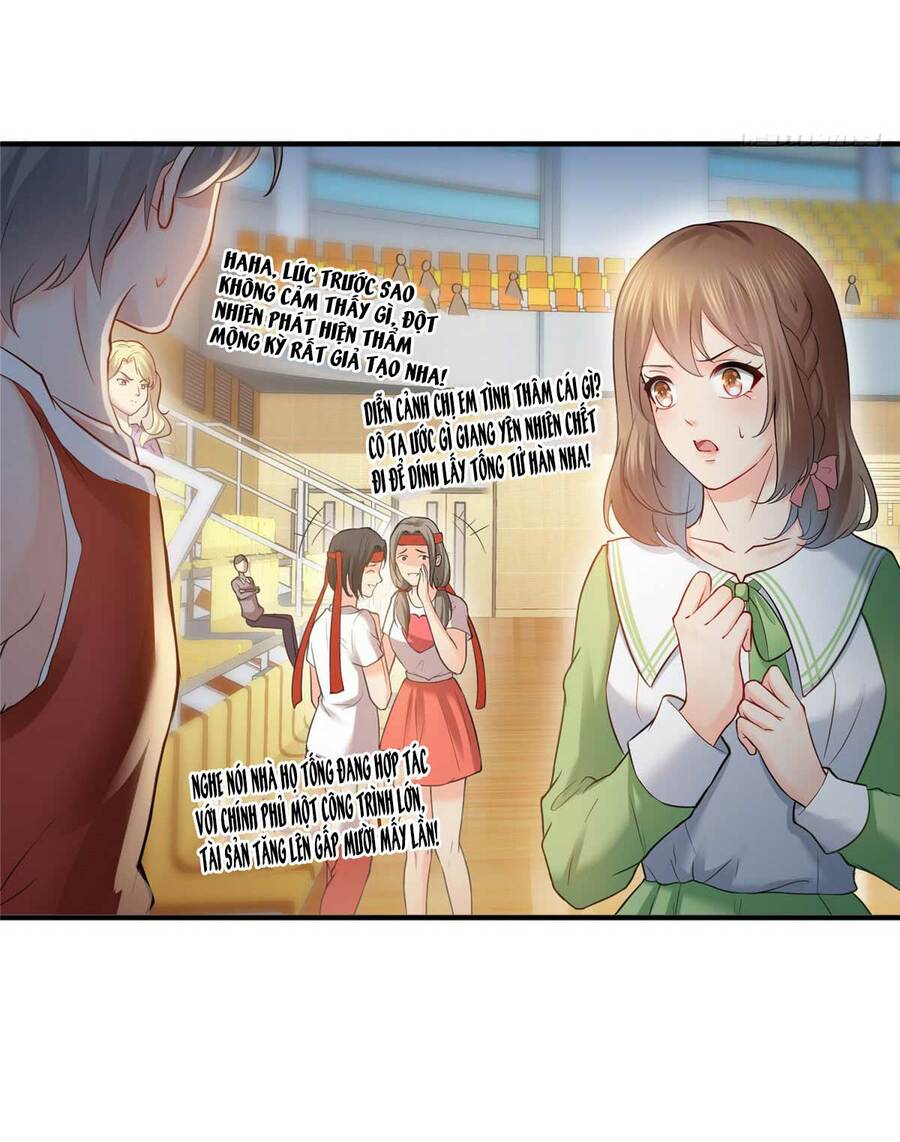 HAHA, LÚC TRƯỚC SAO
KHÔNG CẢM THẤY GÌ, ĐỘT
NHIÊN PHÁT HIỆN THẨM
MỘNG KỲ RẤT GIẢ TẠO NHA!
DIỄN CẢNH CHỊ EM TÌNH THÂM CÁI GÌ?
CÔ TA ƯỚC GÌ GIANG YÊN NHIÊN CHẾT
ĐI ĐỂ DÍNH LẤY TỐNG TỬ HÀN NHA!
NGHE NÓI NHÀ HỌ TỐNG ĐANG HỢP TÁC
VỚI CHÍNH PHỦ MỘT CÔNG TRÌNH LỚN,
TÀI SẢN TĂNG LÊN GẤP MƯỜI MẤY LẦN!